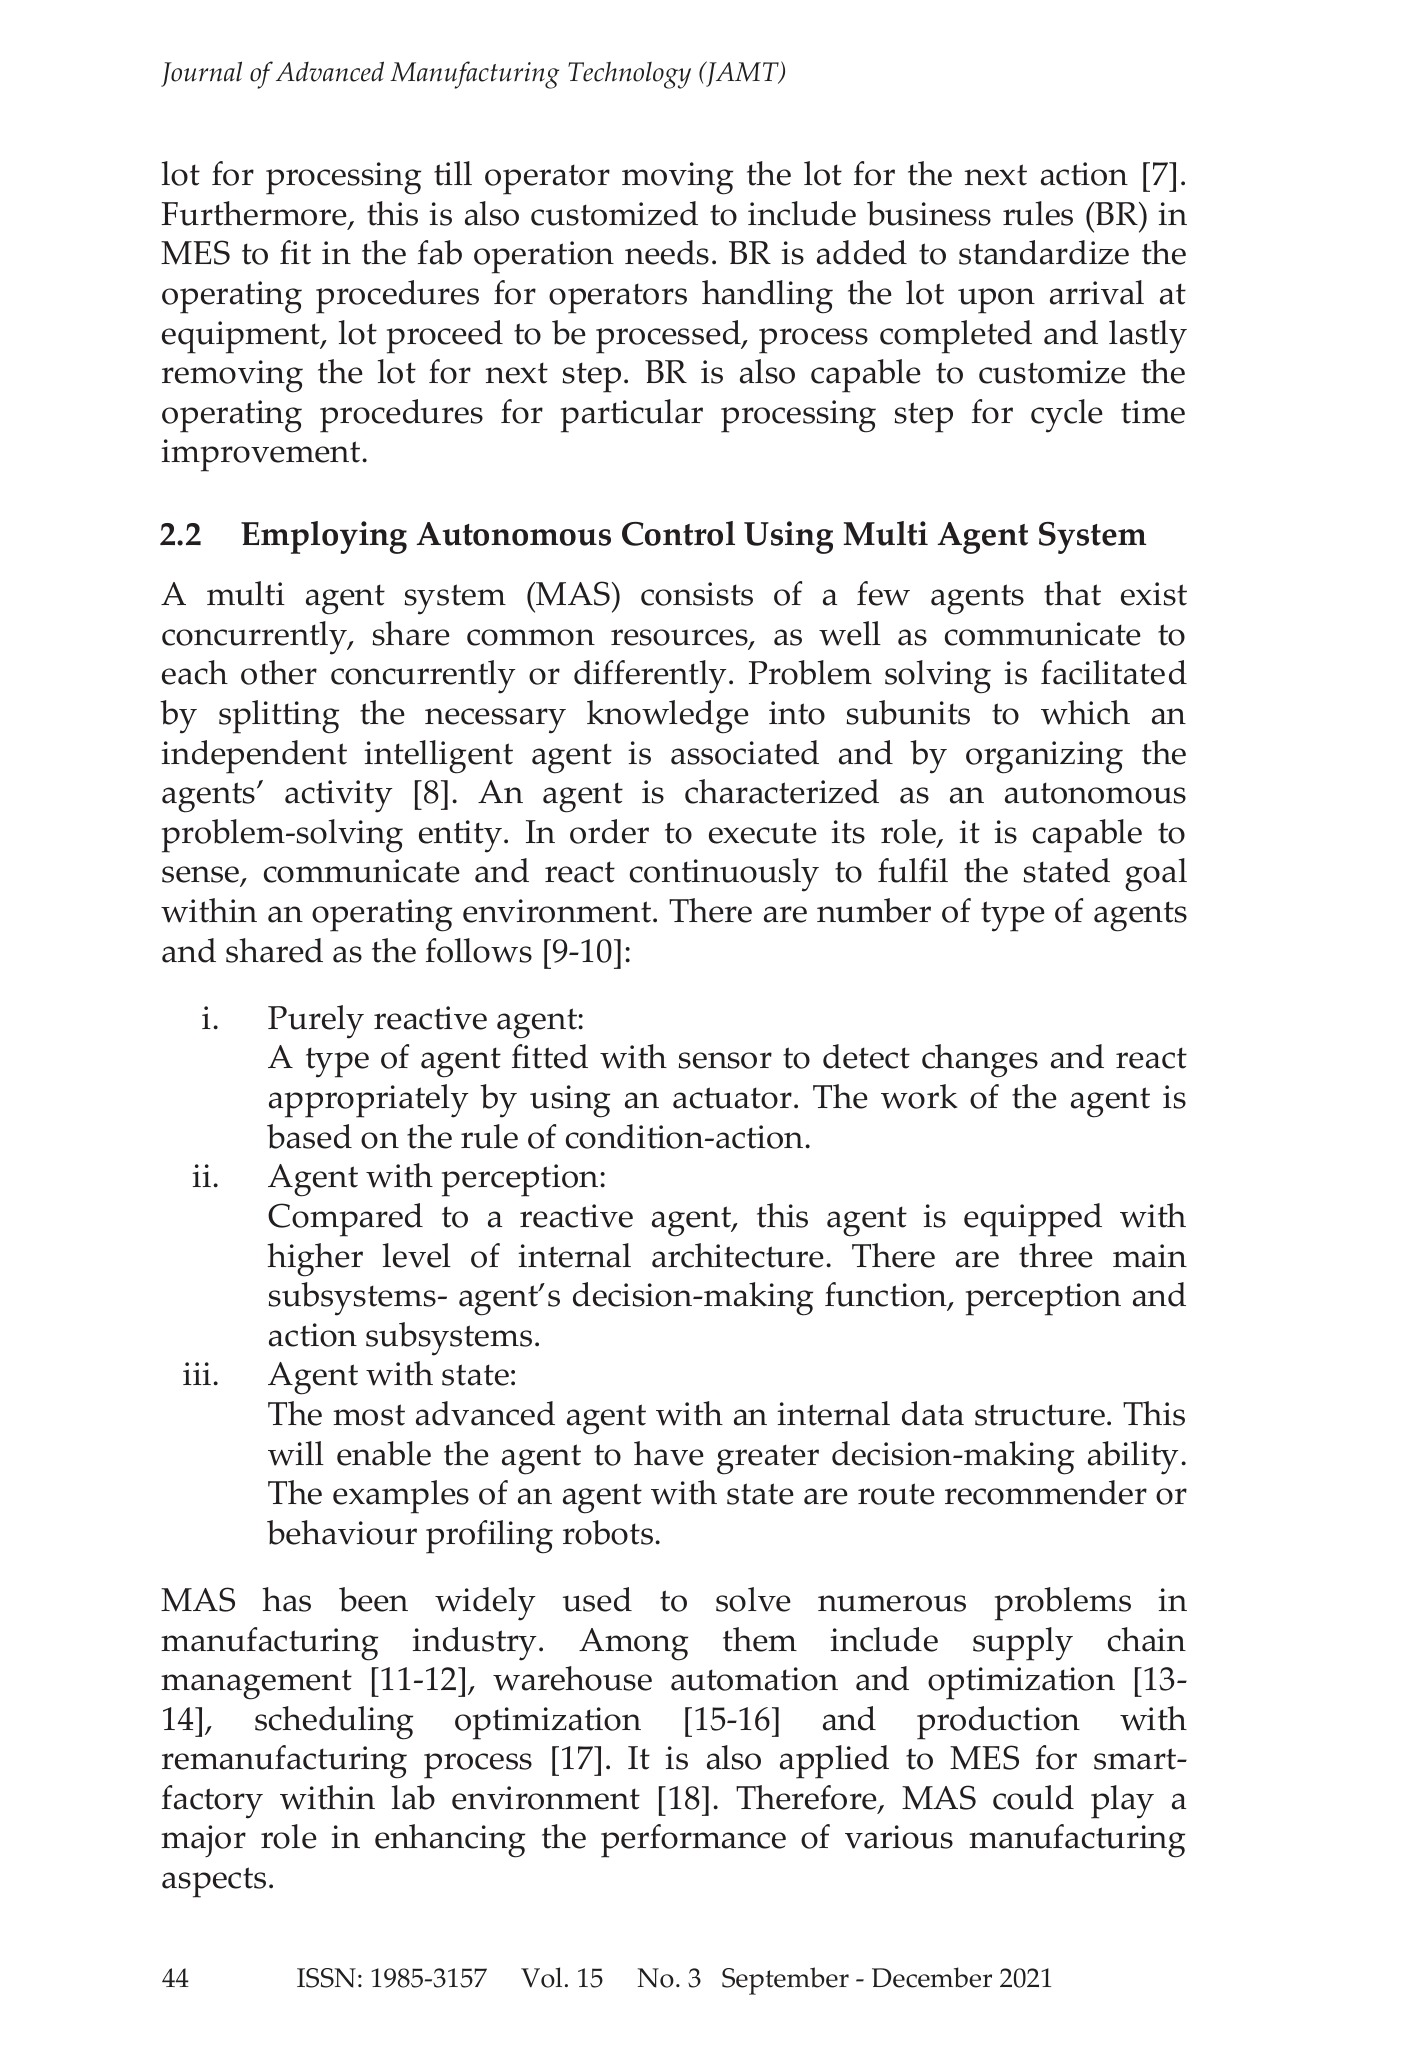 Journal of Advanced Manufacturing Technology (JAMT)
lot for processing till operator moving the lot for the next action [7].
Furthermore, this is also customized to include business rules (BR) in
MES to fit in the fab operation needs. BR is added to standardize the
operating procedures for operators handling the lot upon arrival at
equipment, lot proceed to be processed, process completed and lastly
removing the lot for next step. BR is also capable to customize the
operating procedures for particular processing step for cycle time
improvement.
2.2 Employing Autonomous Control Using Multi Agent System
A multi agent system (MAS) consists of a few agents that exist
concurrently, share common resources, as well as communicate to
each other concurrently or differently. Problem solving is facilitated
by splitting the necessary knowledge into subunits to which an
independent intelligent agent is associated and by organizing the
agents’ activity [8]. An agent is characterized as an autonomous
problem-solving entity. In order to execute its role, it is capable to
sense, communicate and react continuously to fulfil the stated goal
within an operating environment. There are number of type of agents
and shared as the follows [9-10]:
i. Purely reactive agent:
A type of agent fitted with sensor to detect changes and react
appropriately by using an actuator. The work of the agent is
based on the rule of condition-action.
ii. Agent with perception:
Compared to a reactive agent, this agent is equipped with
higher level of internal architecture. There are three main
subsystems- agent’s decision-making function, perception and
action subsystems.
iii. Agent with state:
The most advanced agent with an internal data structure. This
will enable the agent to have greater decision-making ability.
The examples of an agent with state are route recommender or
behaviour profiling robots.
MAS has been widely used to solve numerous problems in
manufacturing industry. Among them include supply chain
management [11-12], warehouse automation and optimization [13-
14], scheduling optimization [15-16] and production with
remanufacturing process [17]. It is also applied to MES for smart-
factory within lab environment [18]. Therefore, MAS could play a
major role in enhancing the performance of various manufacturing
aspects.
44 ISSN: 1985-3157 Vol. 15 No. 3 September - December 2021